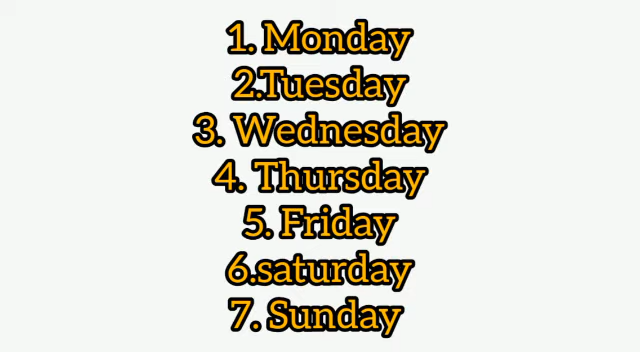 1. Monday
2.Tuesday
3. Wednesday
4. Thursday
5. Friday
6.saturday
7. Sunday